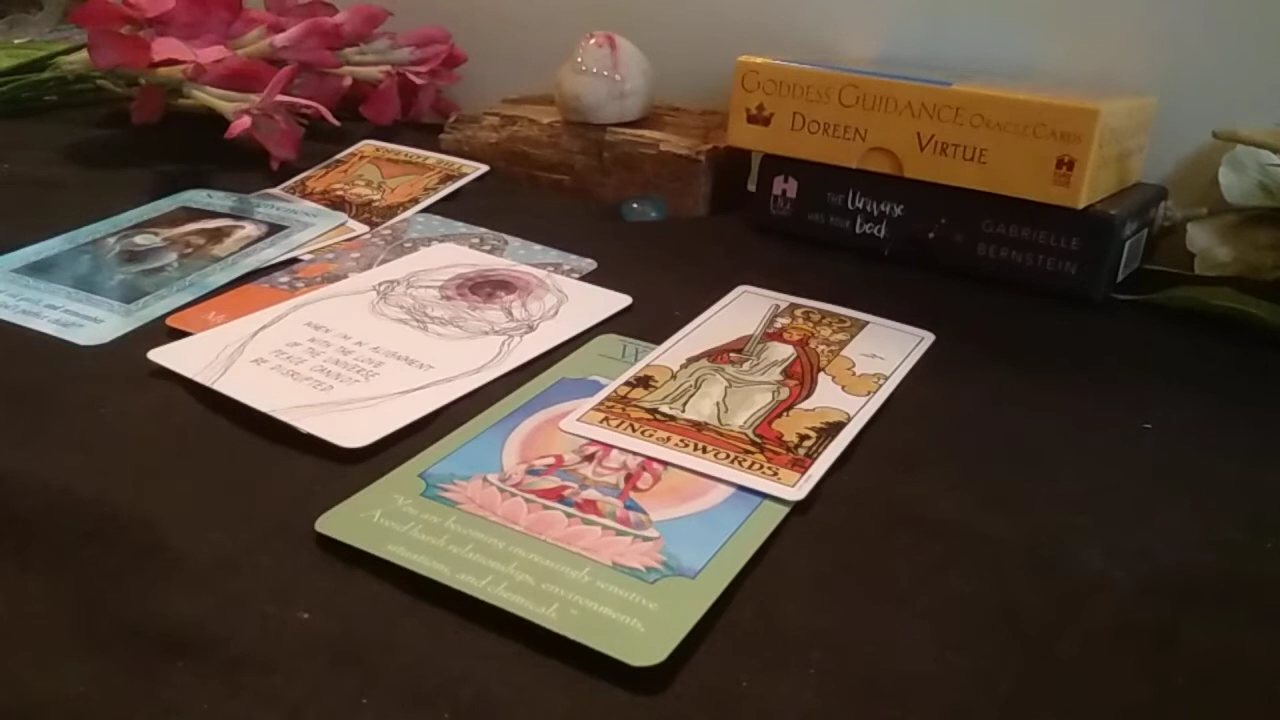 GODDESS GUIDANCE ORACLE CARDS
DOREEN VIRTUE
THE Universe
HAS YOUR Back
GABRIELLE
BERNSTEIN
THE LOVERS
WHEN I'M IN ALIGNMENT
WITH THE LOVE
OF THE UNIVERSE,
PEACE CANNOT
BE DISRUPTED.
KING of SWORDS.
"You are becoming increasingly sensitive.
Avoid harsh relationships, environments,
situations, and chemicals."